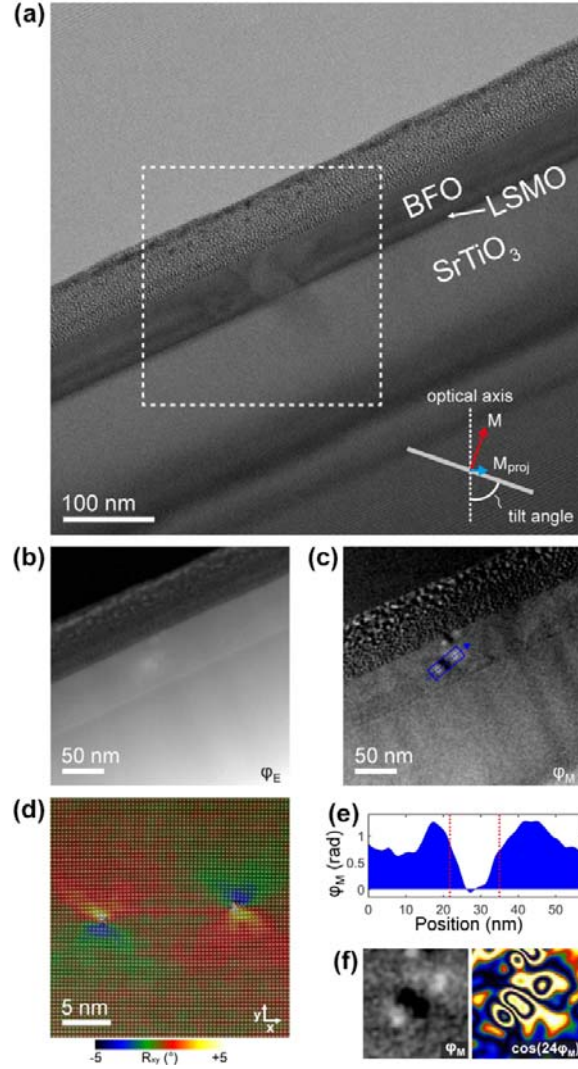 (a)
BFO
LSMO
SrTiO₃
optical axis
M
Mproj
tilt angle
100 nm
(b)
50 nm
φE
(c)
50 nm
φM
(d)
5 nm
y
x
-5
Rxy (°)
+5
(e)
φM (rad)
1
0.5
0
0 10 20 30 40 50
Position (nm)
(f)
φM
cos(24φM)